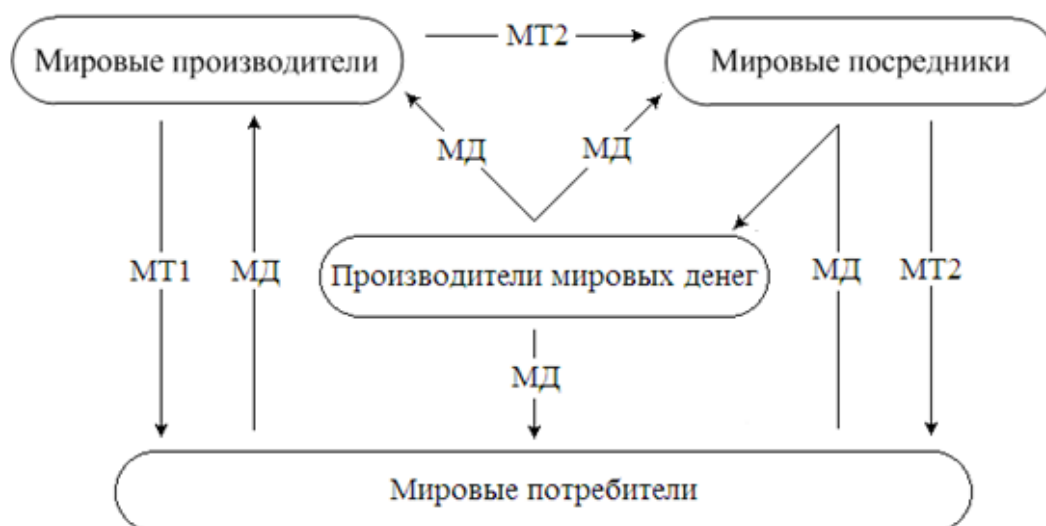 МТ2
Мировые производители
Мировые посредники
МД
МД
МТ1
МД
Производители мировых денег
МД
МТ2
МД
Мировые потребители